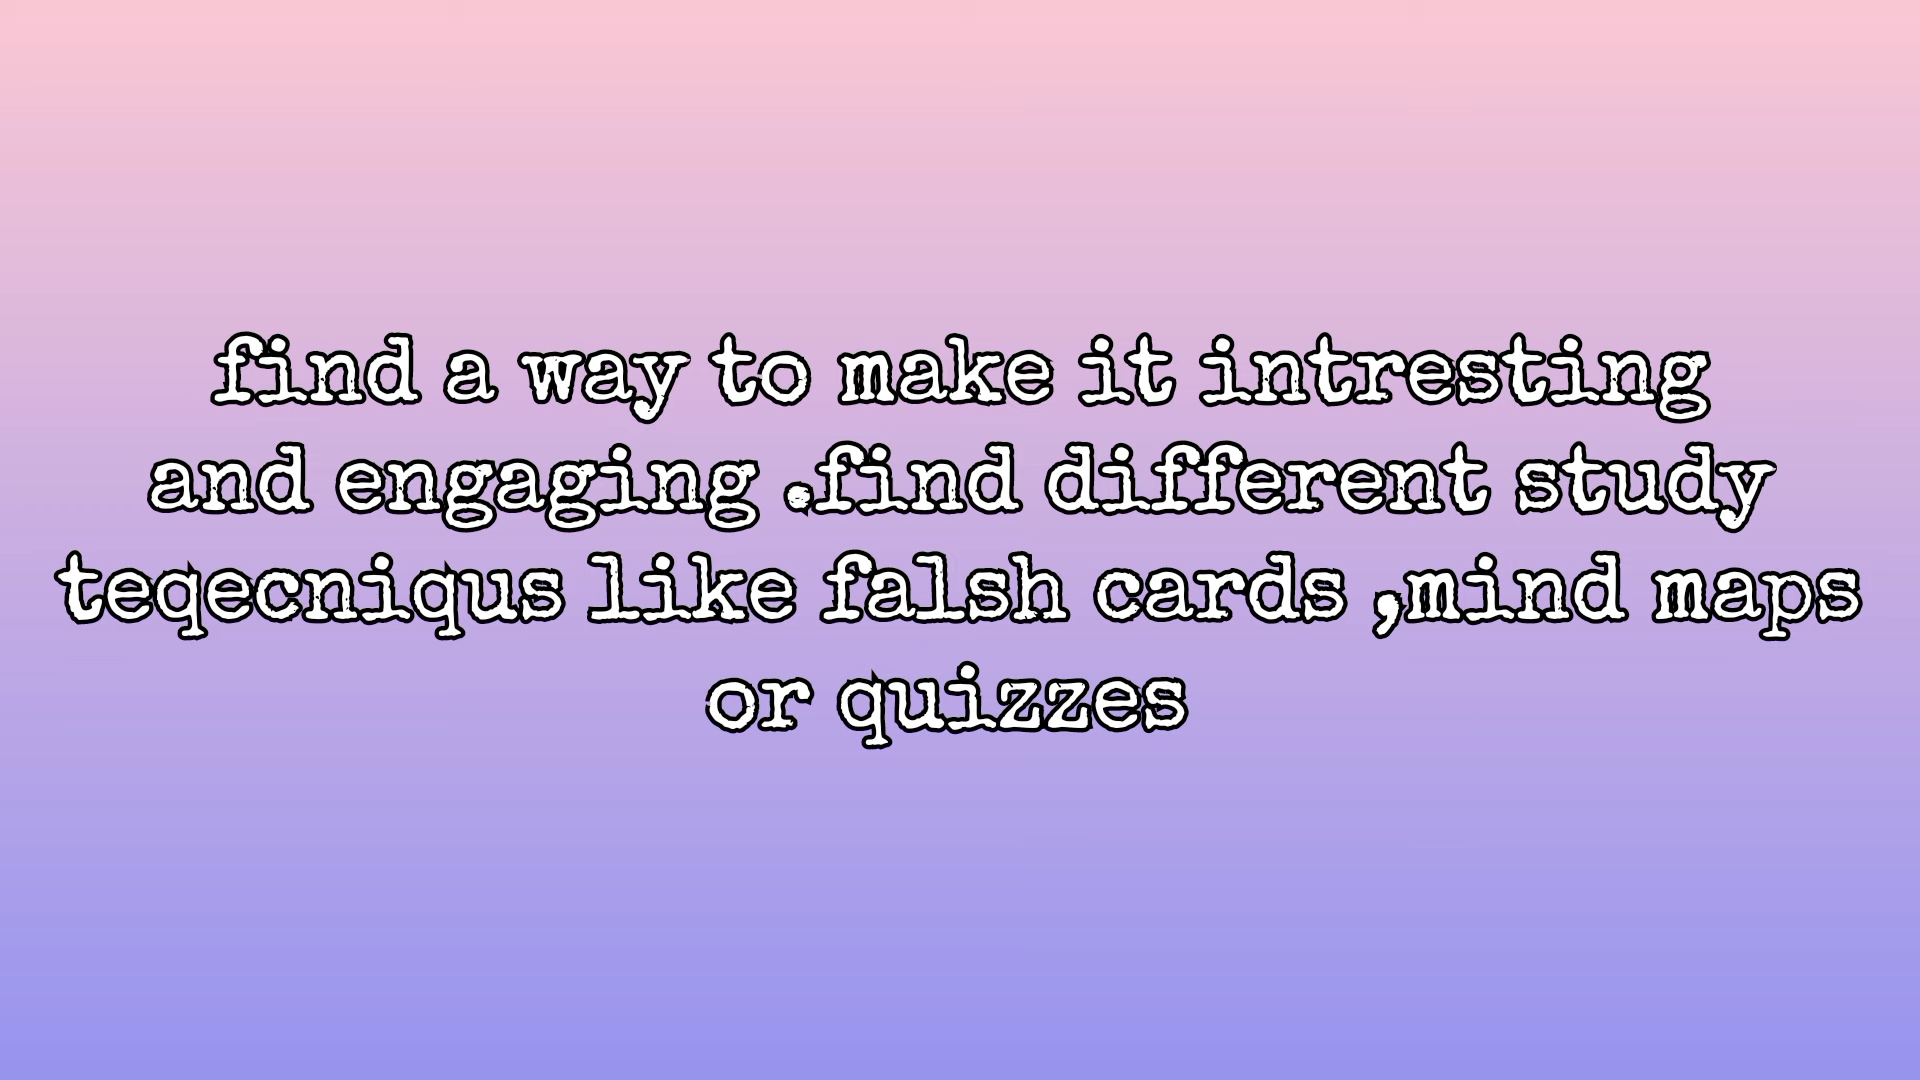 find a way to make it intresting
and engaging .find different study
teqecniqus like falsh cards ,mind maps
or quizzes